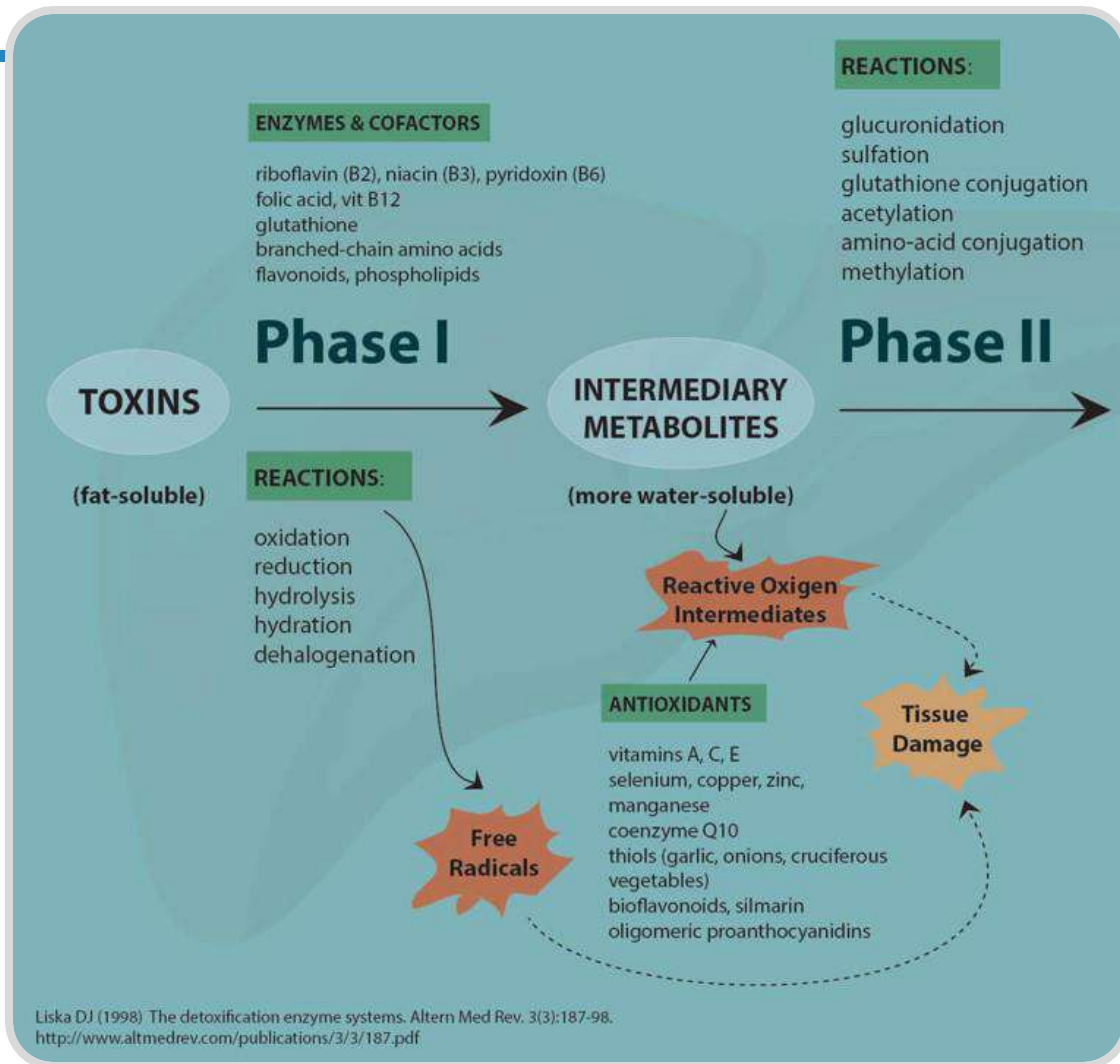 ENZYMES & COFACTORS
riboflavin (B2), niacin (B3), pyridoxin (B6)
folic acid, vit B12
glutathione
branched-chain amino acids
flavonoids, phospholipids
Phase I
TOXINS
(fat-soluble)
REACTIONS:
oxidation
reduction
hydrolysis
hydration
dehalogenation
Free
Radicals
INTERMEDIARY
METABOLITES
(more water-soluble)
Reactive Oxigen
Intermediates
ANTIOXIDANTS
vitamins A, C, E
selenium, copper, zinc,
manganese
coenzyme Q10
thiols (garlic, onions, cruciferous
vegetables)
bioflavonoids, silmarin
oligomeric proanthocyanidins
REACTIONS:
glucuronidation
sulfation
glutathione conjugation
acetylation
amino-acid conjugation
methylation
Phase II
Tissue
Damage
Liska DJ (1998) The detoxification enzyme systems. Altern Med Rev. 3(3):187-98.
http://www.altmedrev.com/publications/3/3/187.pdf